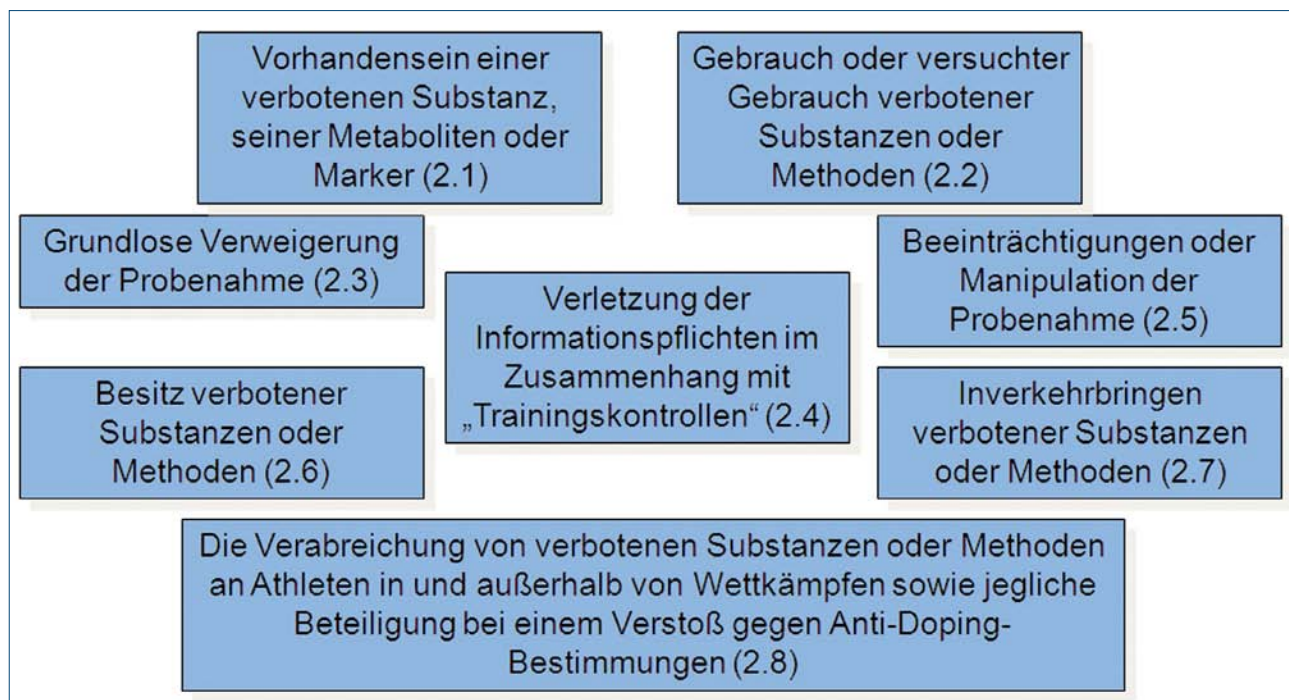 Vorhandensein einer
verbotenen Substanz,
seiner Metaboliten oder
Marker (2.1)
Gebrauch oder versuchter
Gebrauch verbotener
Substanzen oder
Methoden (2.2)
Grundlose Verweigerung
der Probenahme (2.3)
Verletzung der
Informationspflichten im
Zusammenhang mit
„Trainingskontrollen“ (2.4)
Beeinträchtigungen oder
Manipulation der
Probenahme (2.5)
Besitz verbotener
Substanzen oder
Methoden (2.6)
Inverkehrbringen
verbotener Substanzen
oder Methoden (2.7)
Die Verabreichung von verbotenen Substanzen oder Methoden
an Athleten in und außerhalb von Wettkämpfen sowie jegliche
Beteiligung bei einem Verstoß gegen Anti-Doping-
Bestimmungen (2.8)